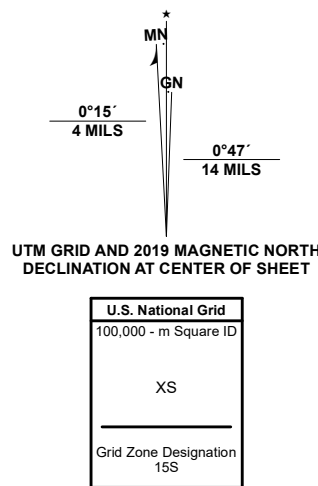 ★
MN
GN
0°15´
4 MILS
0°47´
14 MILS
UTM GRID AND 2019 MAGNETIC NORTH
DECLINATION AT CENTER OF SHEET
U.S. National Grid
100,000 - m Square ID
XS
Grid Zone Designation
15S